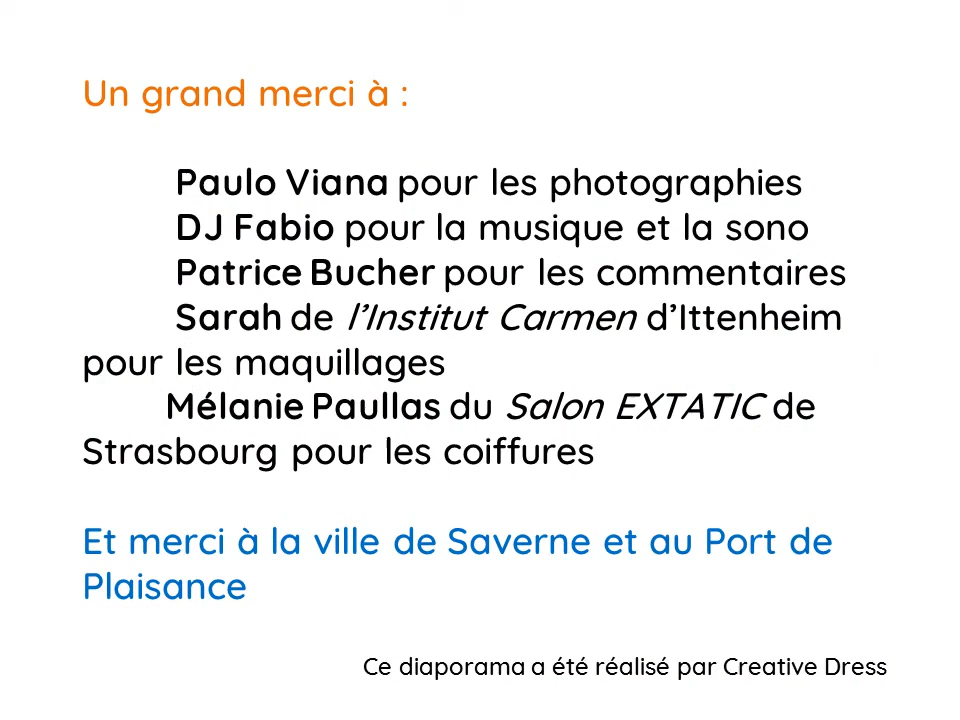 Un grand merci à :
Paulo Viana pour les photographies
DJ Fabio pour la musique et la sono
Patrice Bucher pour les commentaires
Sarah de l’Institut Carmen d’Ittenheim
pour les maquillages
Mélanie Paullas du Salon EXTATIC de
Strasbourg pour les coiffures
Et merci à la ville de Saverne et au Port de
Plaisance
Ce diaporama a été réalisé par Creative Dress